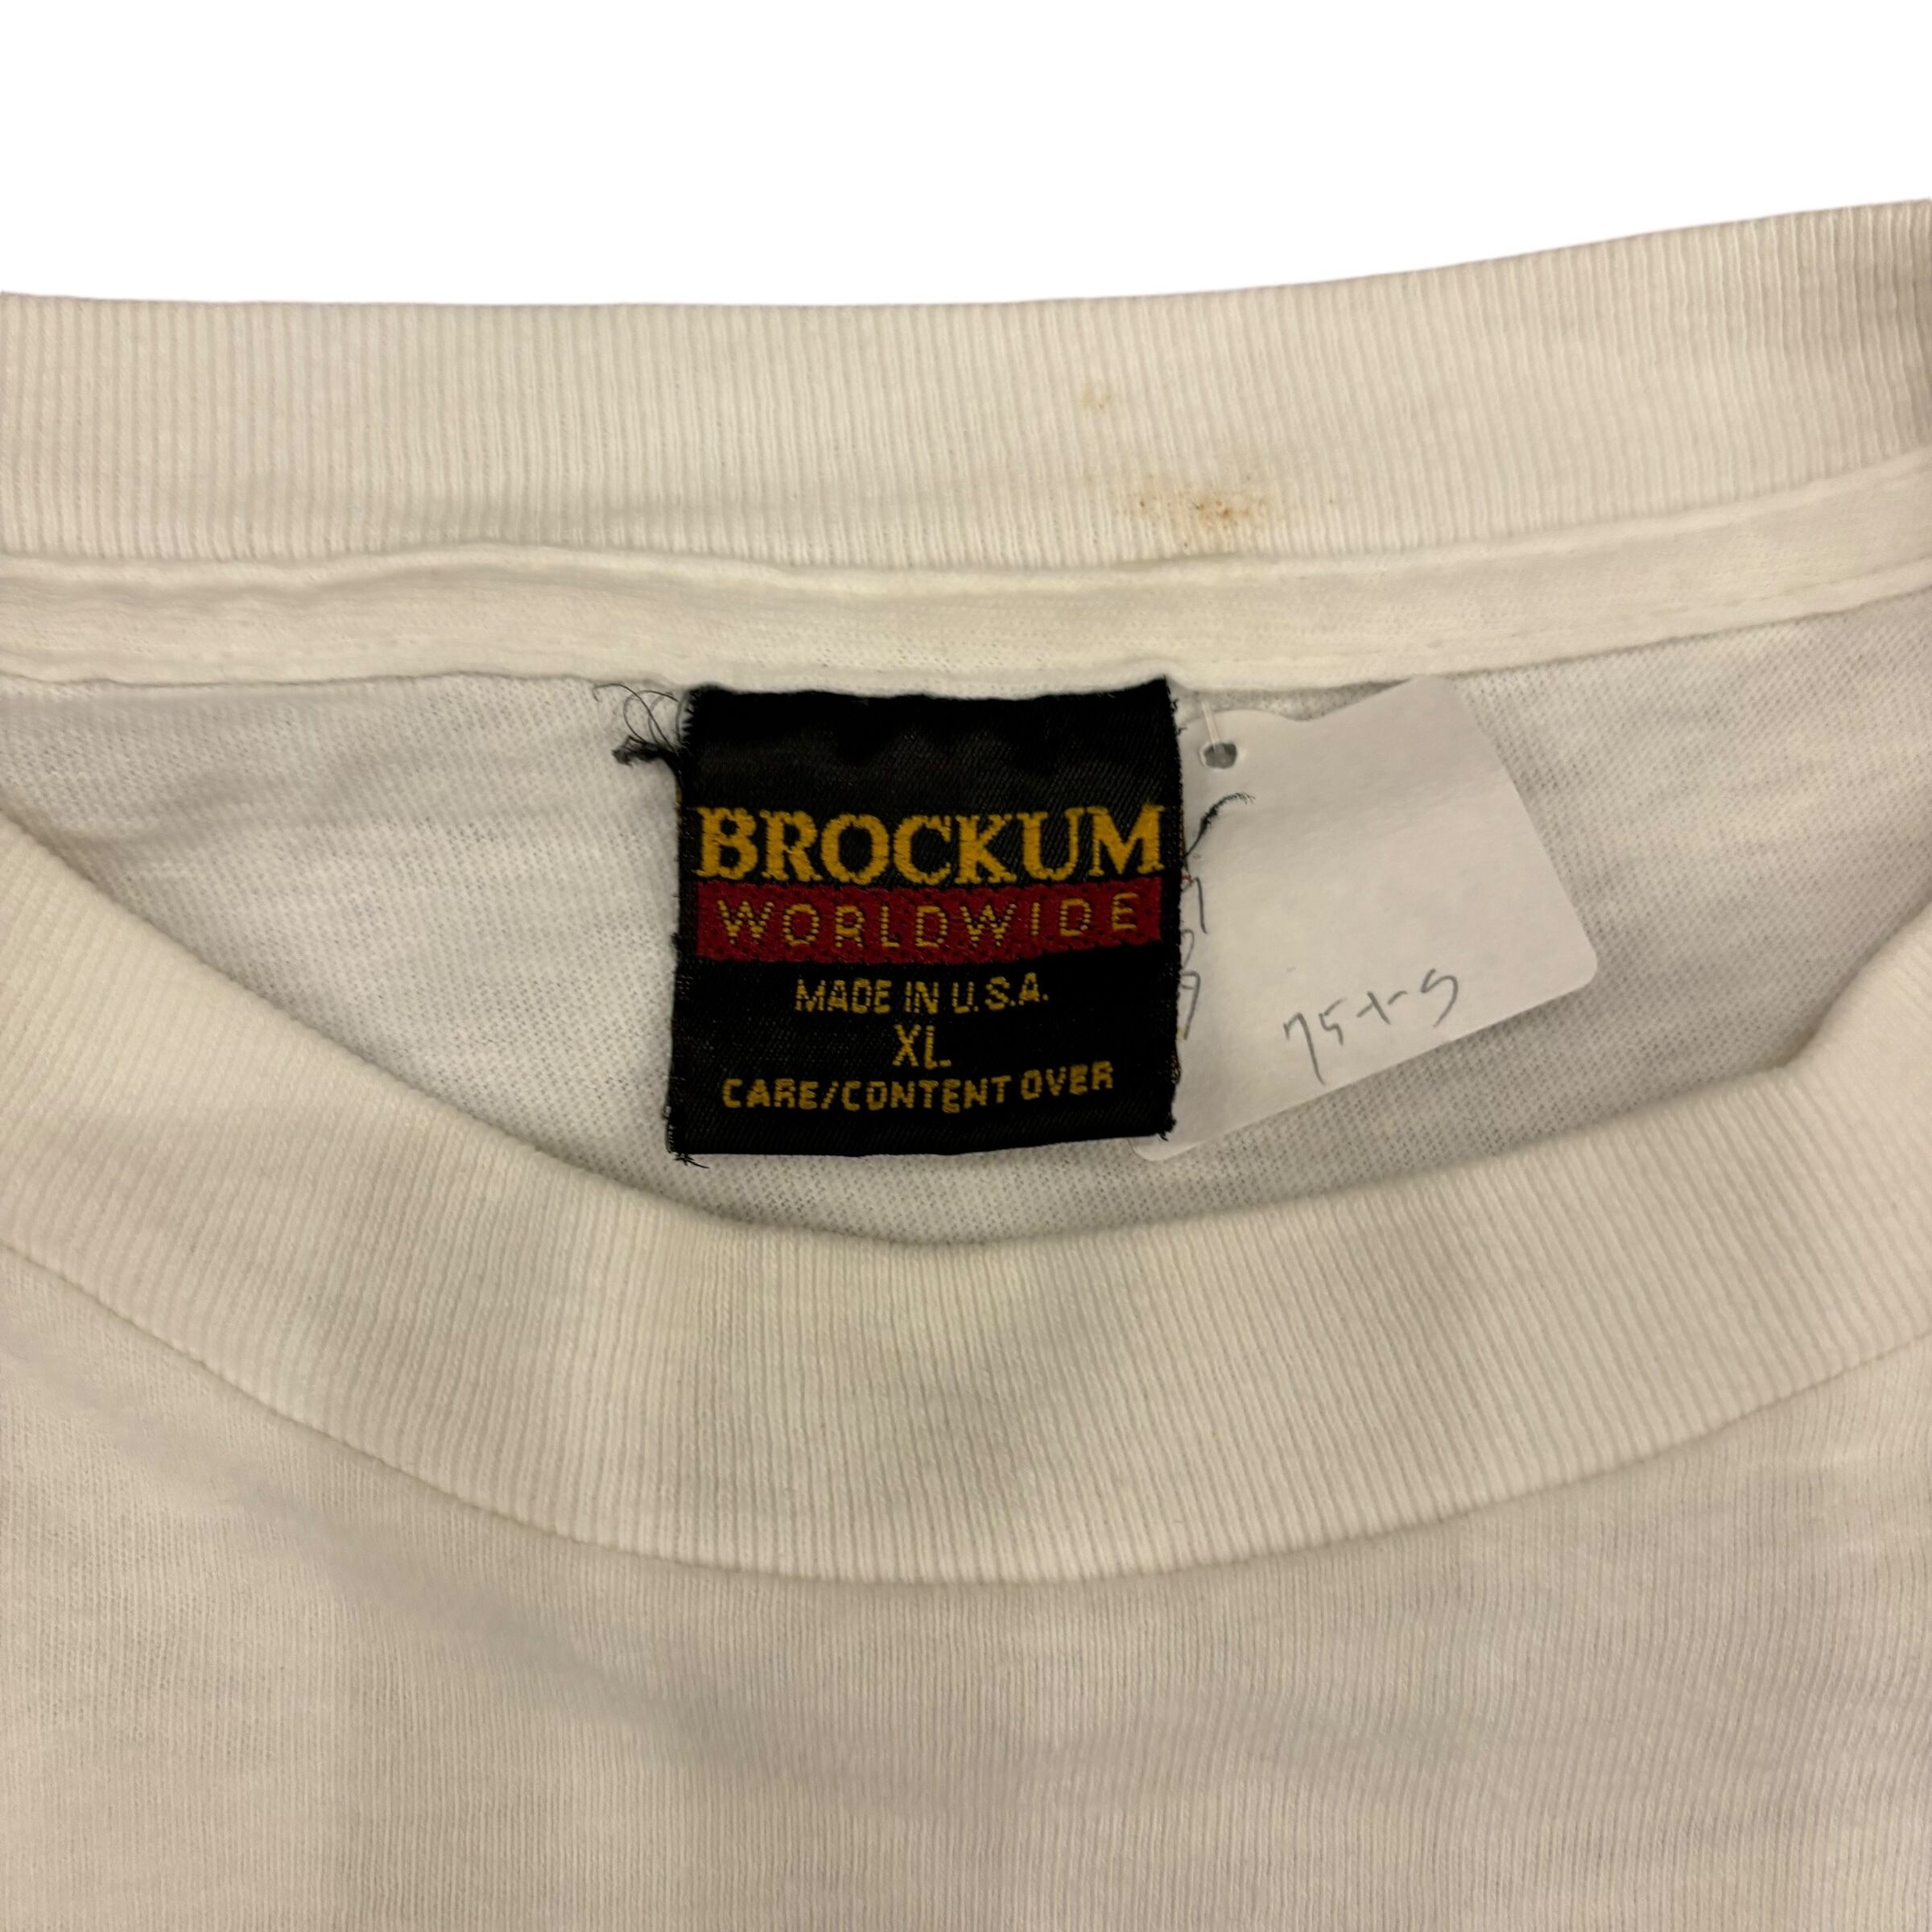 BROCKUM
WORLDWIDE
MADE IN U.S.A.
XL
CARE/CONTENT OVER